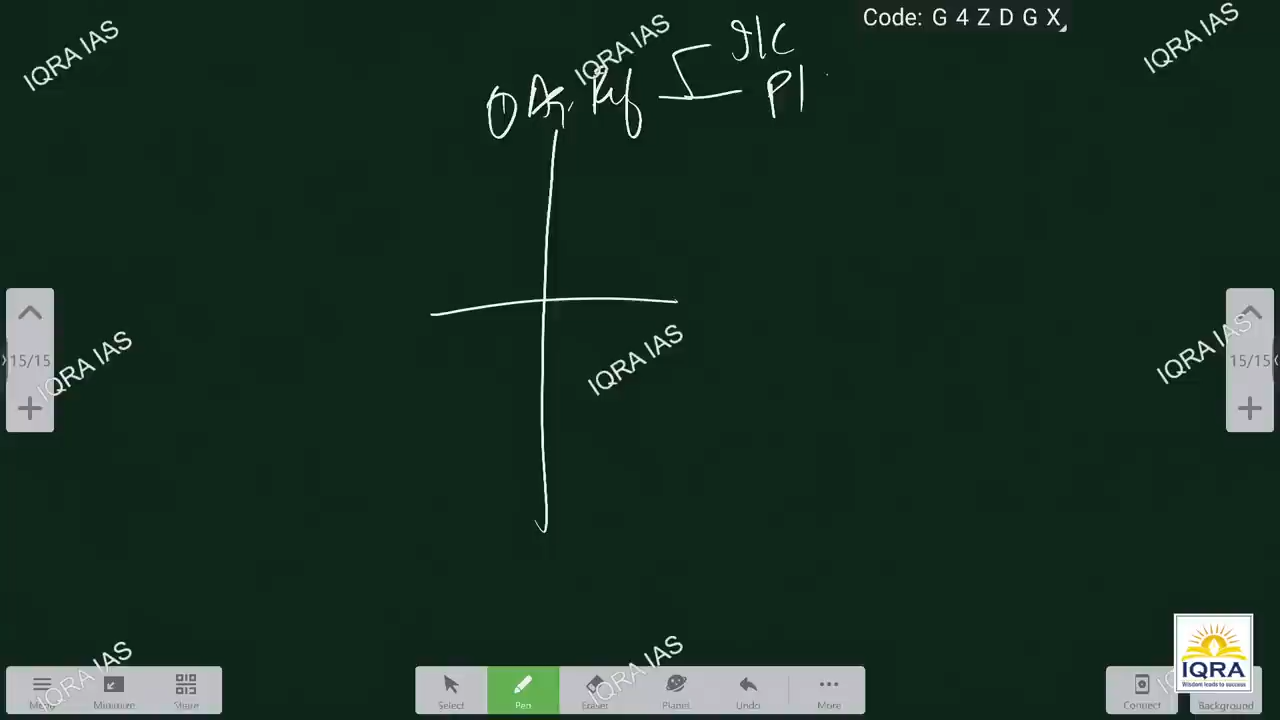 Code: G 4 Z D G X
IQRA IAS
IQRA IAS
IQRA IAS
Ref
PI
15/15
IQRA IAS
IQRA IAS
IQRA IAS
15/15
IQRA IAS
IQRA IAS
IQRA
Wisdom leads to success
Menu
Minimize
Share
Select
Pen
Eraser
Planet
Undo
More
Connect
Background